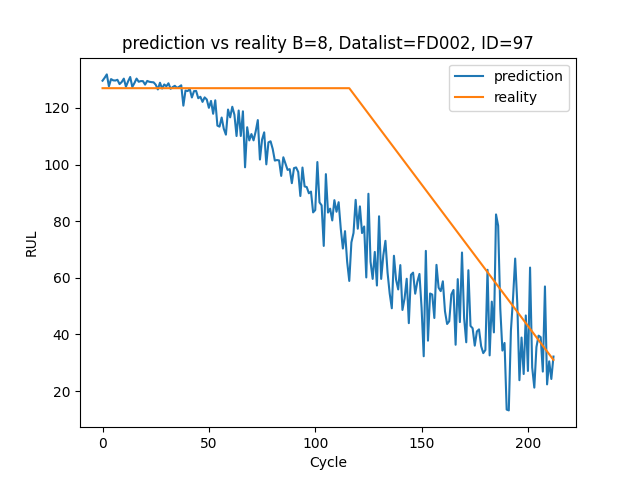 prediction vs reality B=8, Datalist=FD002, ID=97
prediction
reality
120
100
80
60
40
20
RUL
0 50 100 150 200
Cycle